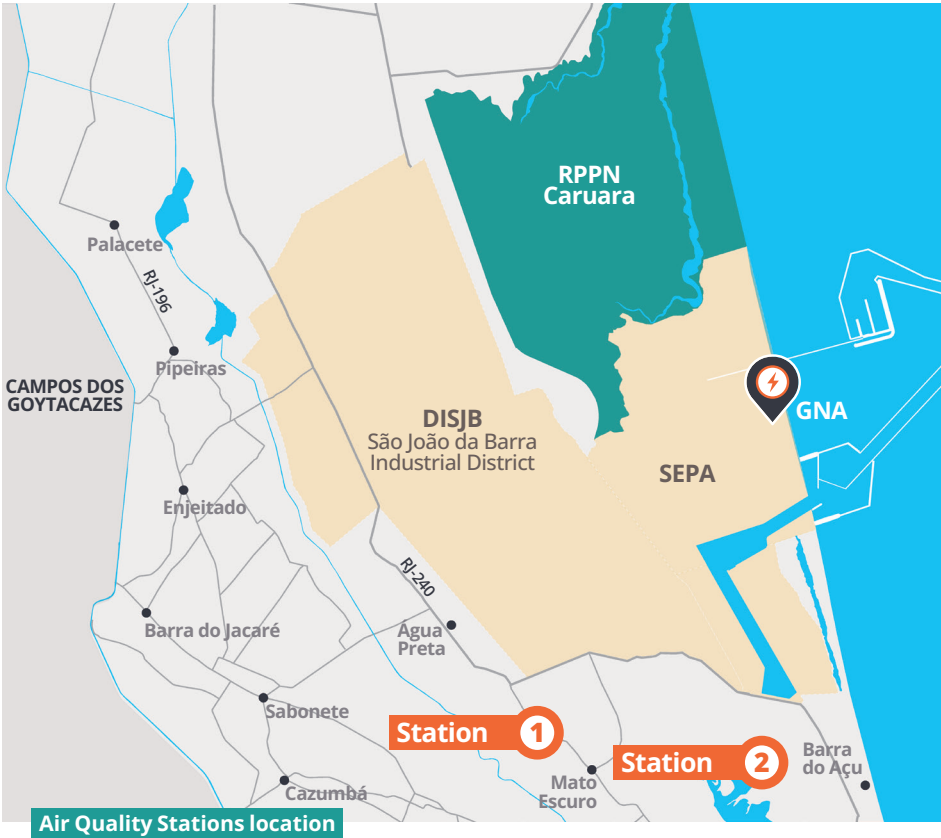 RPPN
Caruara
Palacete
RJ-196
Pipeiras
CAMPOS DOS
GOYTACAZES
GNA
DISJB
São João da Barra
Industrial District
SEPA
Enjeitado
RJ-240
Barra do Jacaré
Água
Preta
Sabonete
Station 1
Station 2
Barra
do Açu
Mato
Escuro
Cazumbá
Air Quality Stations location